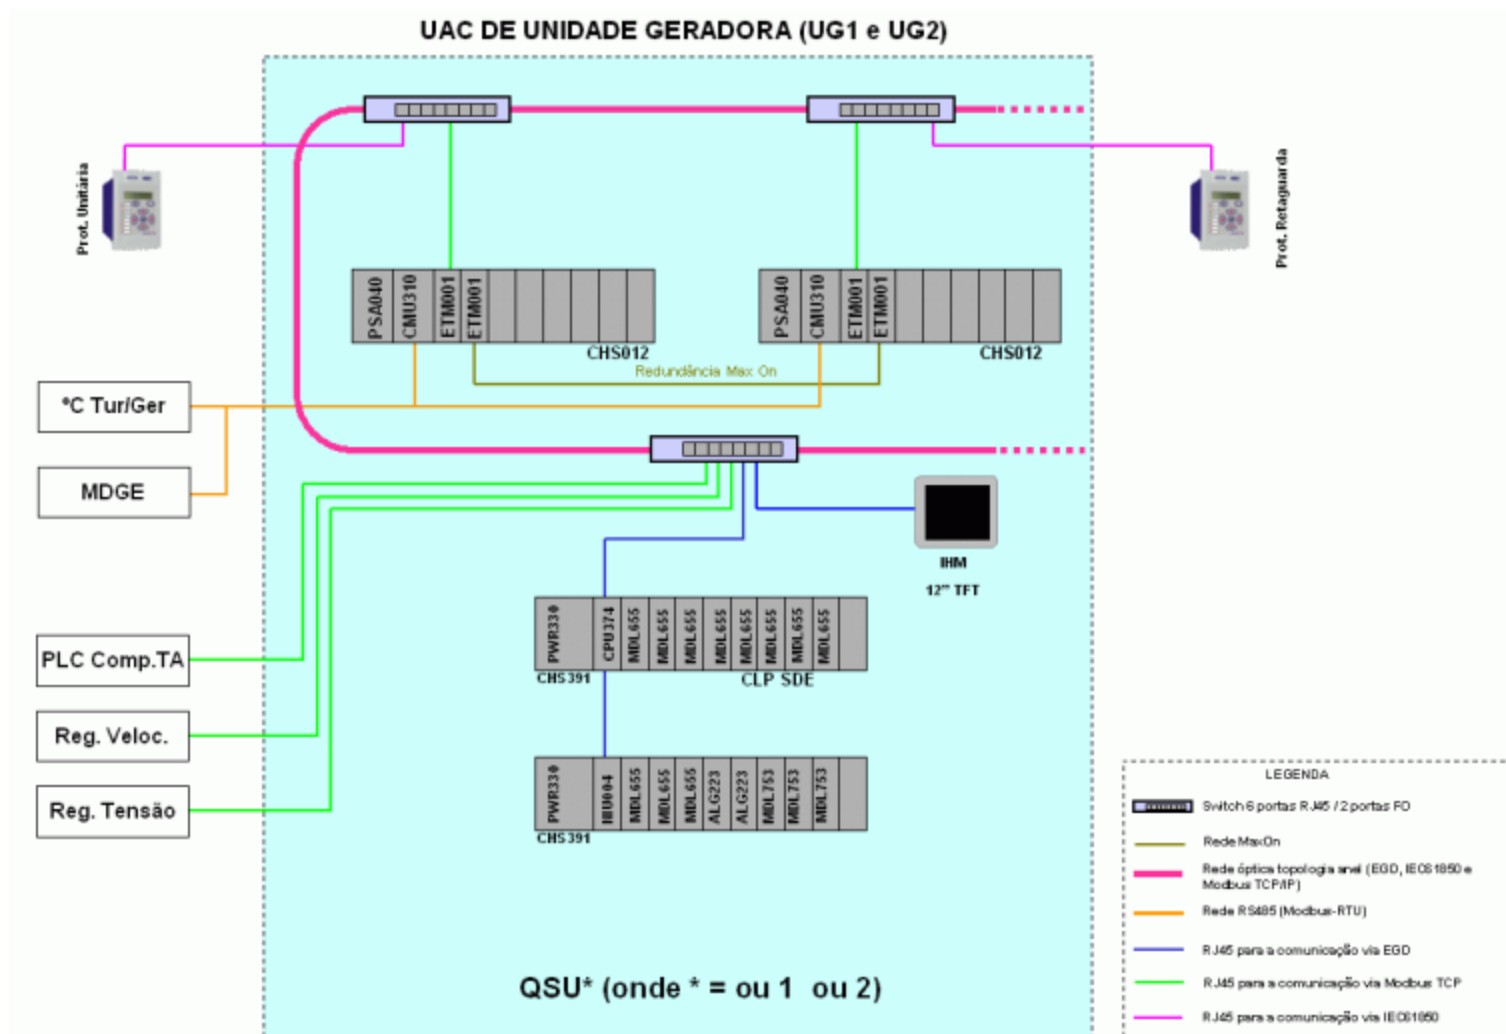 UAC DE UNIDADE GERADORA (UG1 e UG2)
Prot. Unitária
Prot. Retaguarda
PSA040
CMU310
ETM001
ETM001
CHS012
PSA040
CMU310
ETM001
ETM001
CHS012
Redundância Max On
ºC Tur/Ger
MDGE
IHM
12" TFT
PWR330
CPU374
MDL655
MDL655
MDL655
MDL655
MDL655
MDL655
MDL655
MDL655
CHS391
CLP SDE
PLC Comp.TA
Reg. Veloc.
Reg. Tensão
PWR330
NIU004
MDL655
MDL655
MDL655
ALG223
ALG223
MDL753
MDL753
MDL753
CHS391
QSU* (onde * = ou 1 ou 2)
LEGENDA
Switch 6 portas RJ45 / 2 portas FO
Rede MaxOn
Rede óptica topologia anel (EGD, IEC61850 e
Modbus TCP/IP)
Rede RS485 (Modbus-RTU)
RJ45 para a comunicação via EGD
RJ45 para a comunicação via Modbus TCP
RJ45 para a comunicação via IEC61850